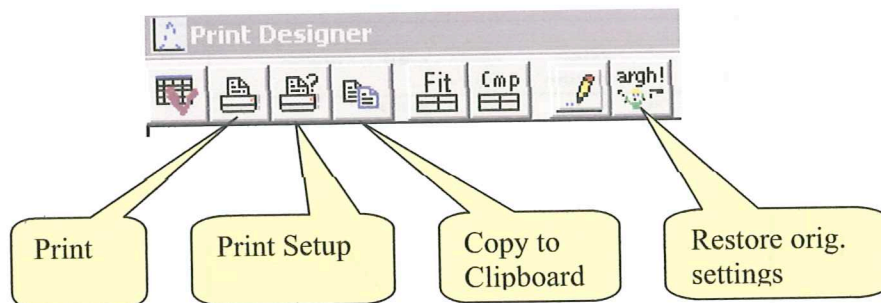 Print Designer
Fit
Cmp
argh!
Print
Print Setup
Copy to
Clipboard
Restore orig.
settings